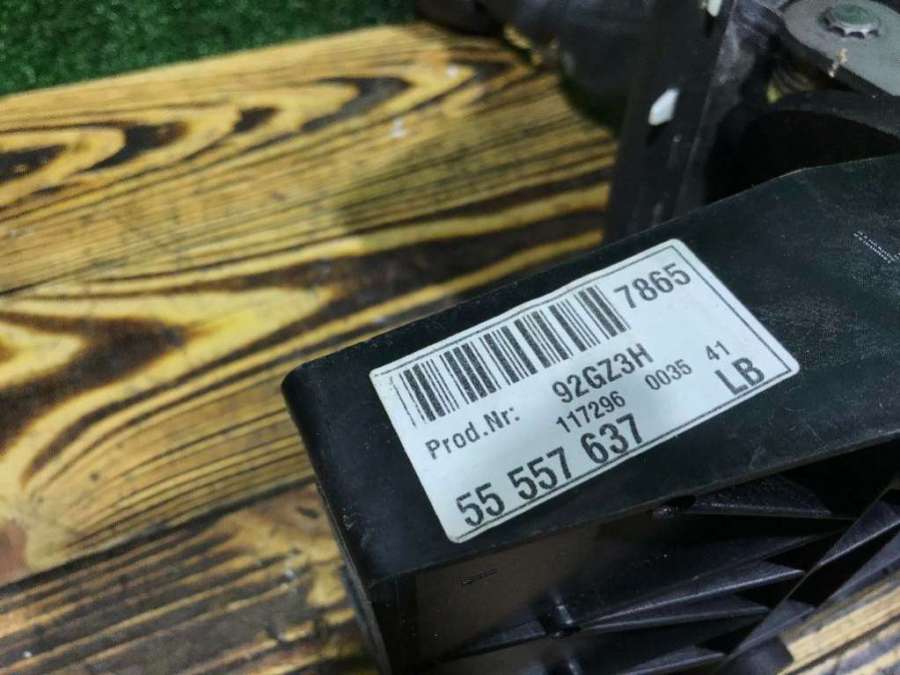 7865
Prod.Nr: 92GZ3H
117296 0035 41
55 557 637 LB